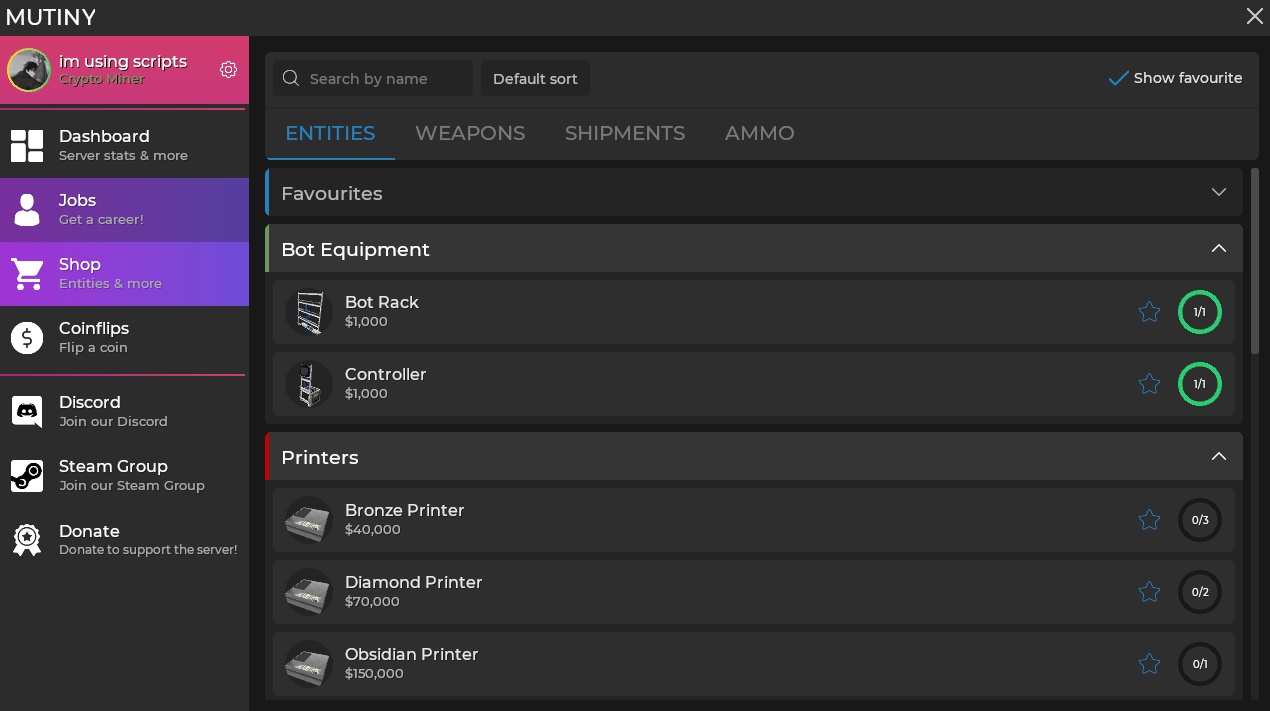 MUTINY
im using scripts
Crypto Miner
Dashboard
Server stats & more
Jobs
Get a career!
Shop
Entities & more
Coinflips
Flip a coin
Discord
Join our Discord
Steam Group
Join our Steam Group
Donate
Donate to support the server!
Search by name
Default sort
Show favourite
ENTITIES
WEAPONS
SHIPMENTS
AMMO
Favourites
Bot Equipment
Bot Rack
$1,000
1/1
Controller
$1,000
1/1
Printers
Bronze Printer
$40,000
0/3
Diamond Printer
$70,000
0/2
Obsidian Printer
$150,000
0/1